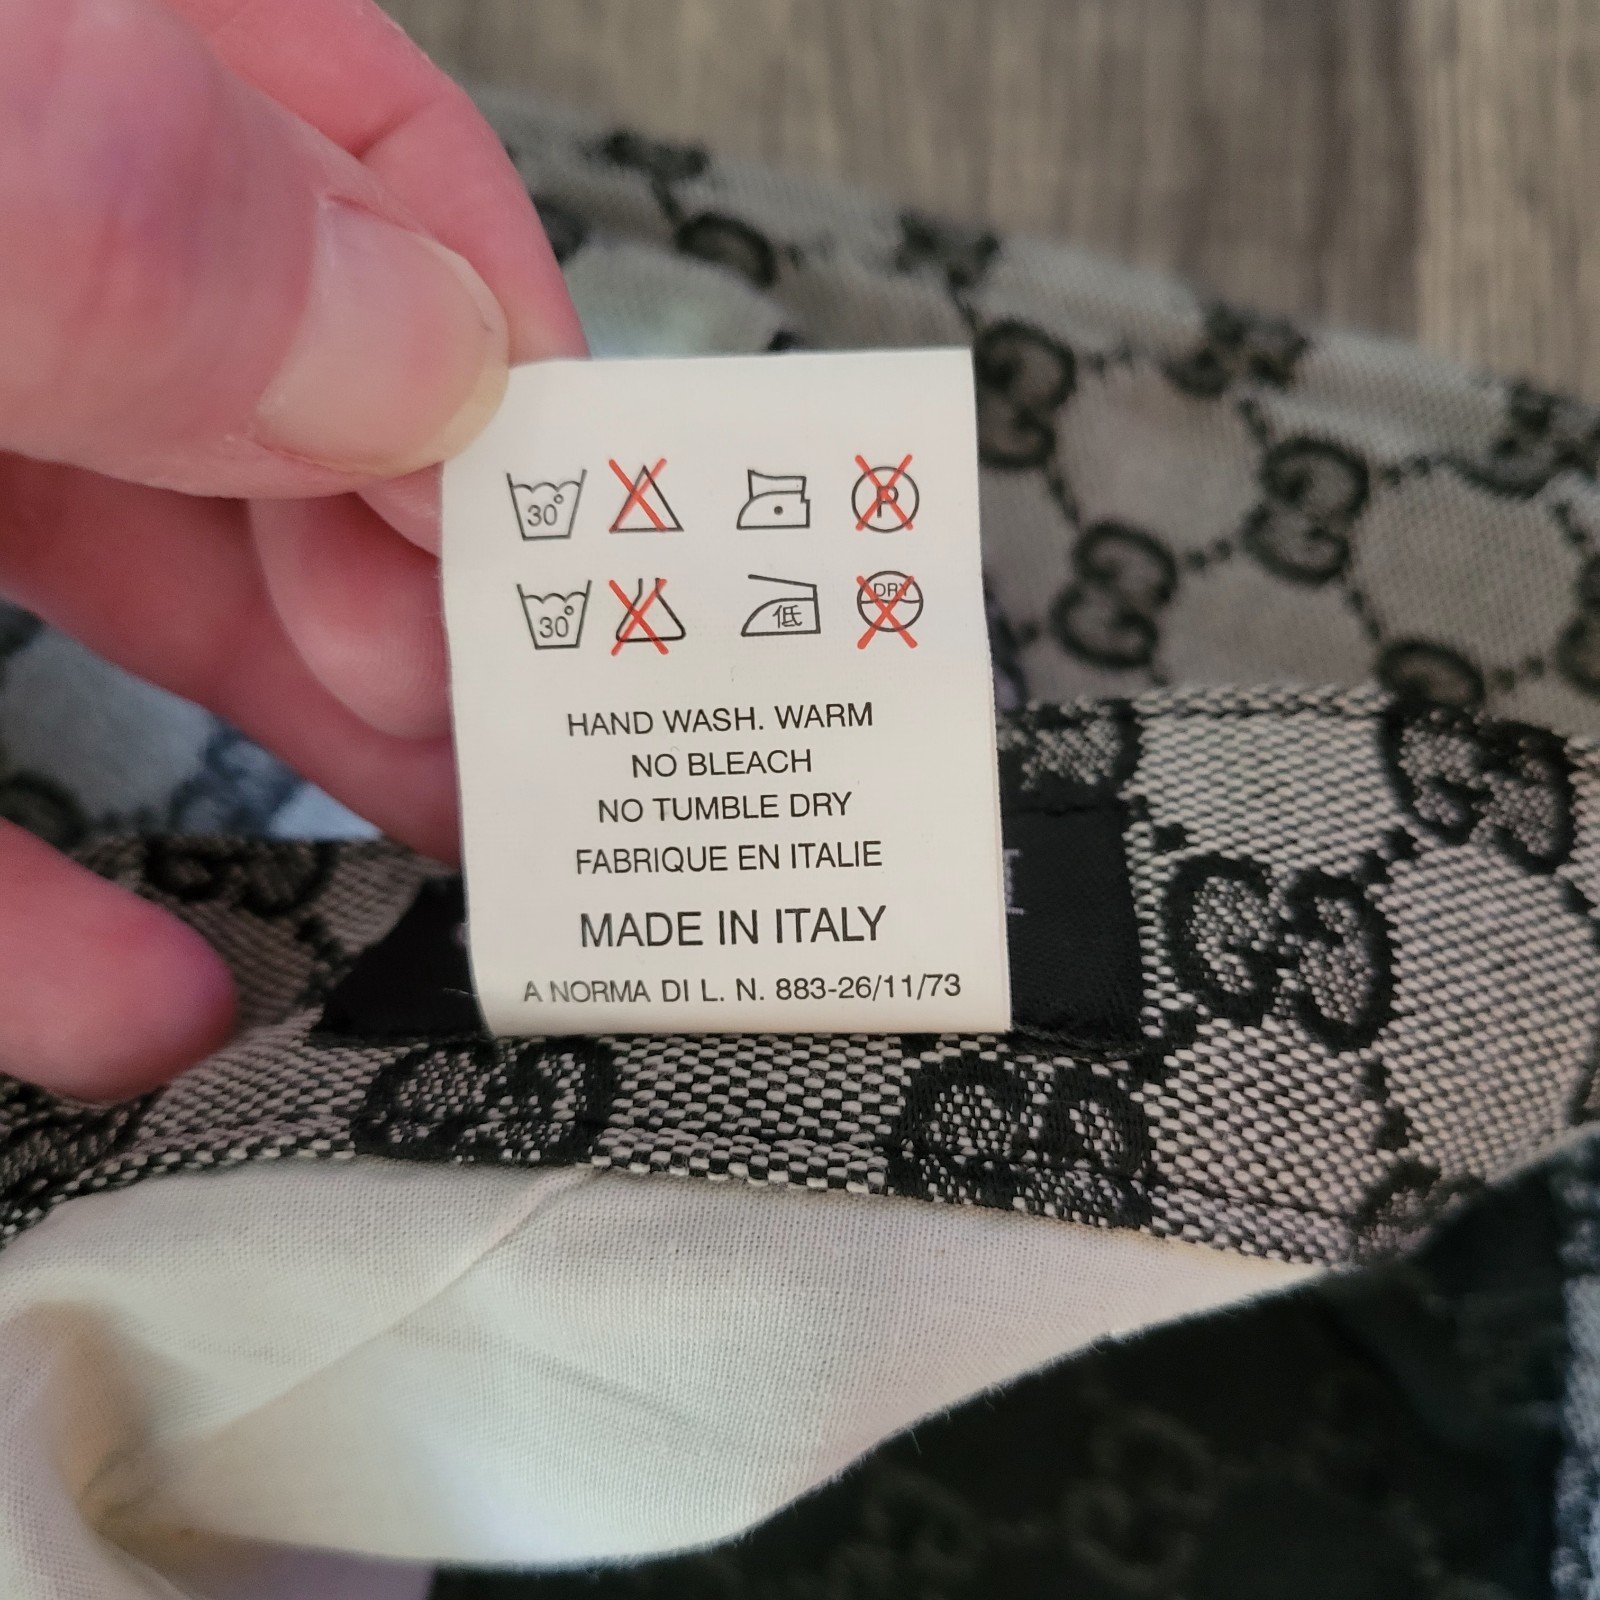 30° P
30° 低 DRY
HAND WASH. WARM
NO BLEACH
NO TUMBLE DRY
FABRIQUE EN ITALIE
MADE IN ITALY
A NORMA DI L. N. 883-26/11/73